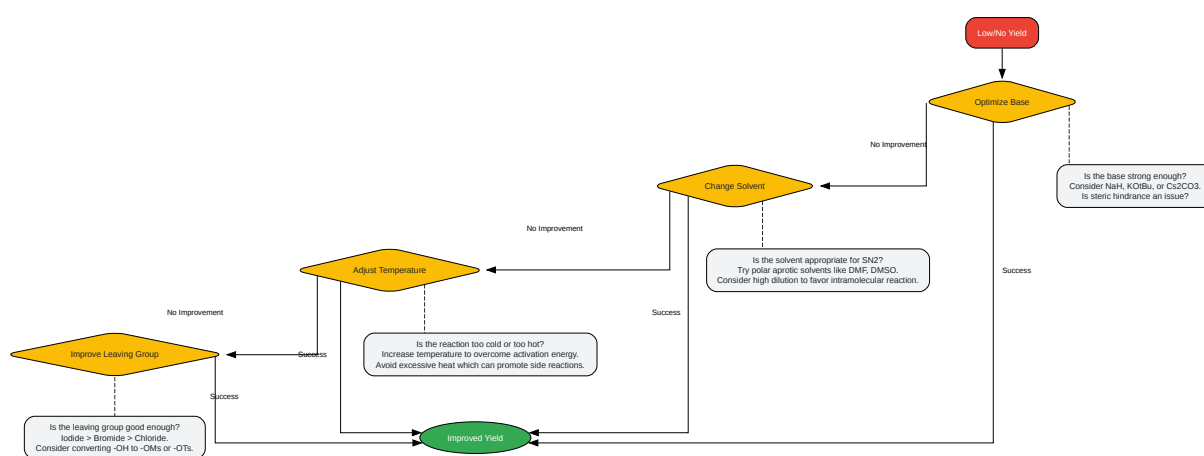 Low/No Yield
Optimize Base
No Improvement
Is the base strong enough?
Consider NaH, KOtBu, or Cs2CO3.
Is steric hindrance an issue?
Change Solvent
No Improvement
Is the solvent appropriate for SN2?
Try polar aprotic solvents like DMF, DMSO.
Consider high dilution to favor intramolecular reaction.
Success
Adjust Temperature
No Improvement
Success
Is the reaction too cold or too hot?
Increase temperature to overcome activation energy.
Avoid excessive heat which can promote side reactions.
Improve Leaving Group
Success
Success
Is the leaving group good enough?
Iodide > Bromide > Chloride.
Consider converting -OH to -OMs or -OTs.
Improved Yield